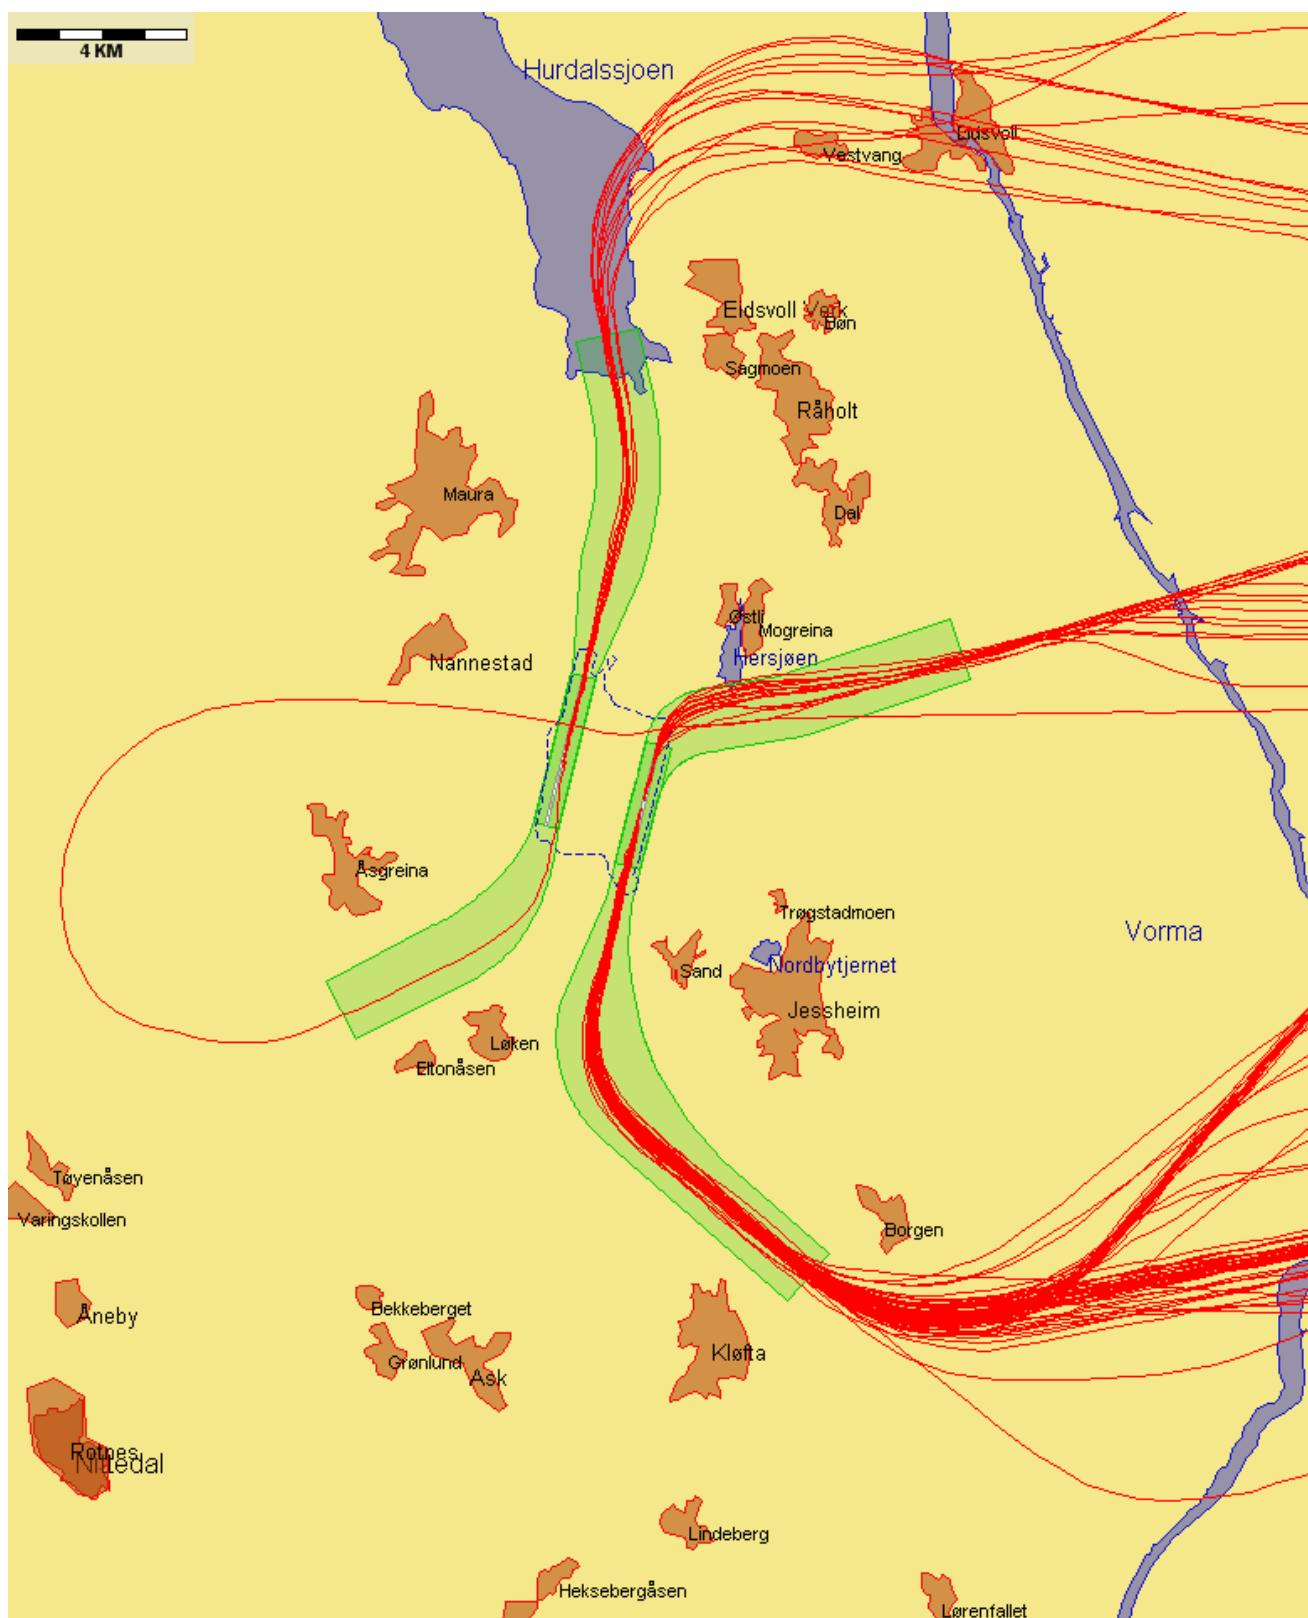 4 KM
Hurdalssjoen
Eidsvoll
Vestvang
Eidsvoll Verk
Bøn
Sagmoen
Råholt
Maura
Dal
Østli
Mogreina
Nannestad
Hersjøen
Åsgreina
Trøgstadmoen
Vorma
Nordbytjernet
Sand
Jessheim
Løken
Eltonåsen
Tøyenåsen
Varingskollen
Borgen
Åneby
Bekkeberget
Grønlund
Ask
Kløfta
Rotnes
Nittedal
Lindeberg
Heksebergåsen
Lørenfallet